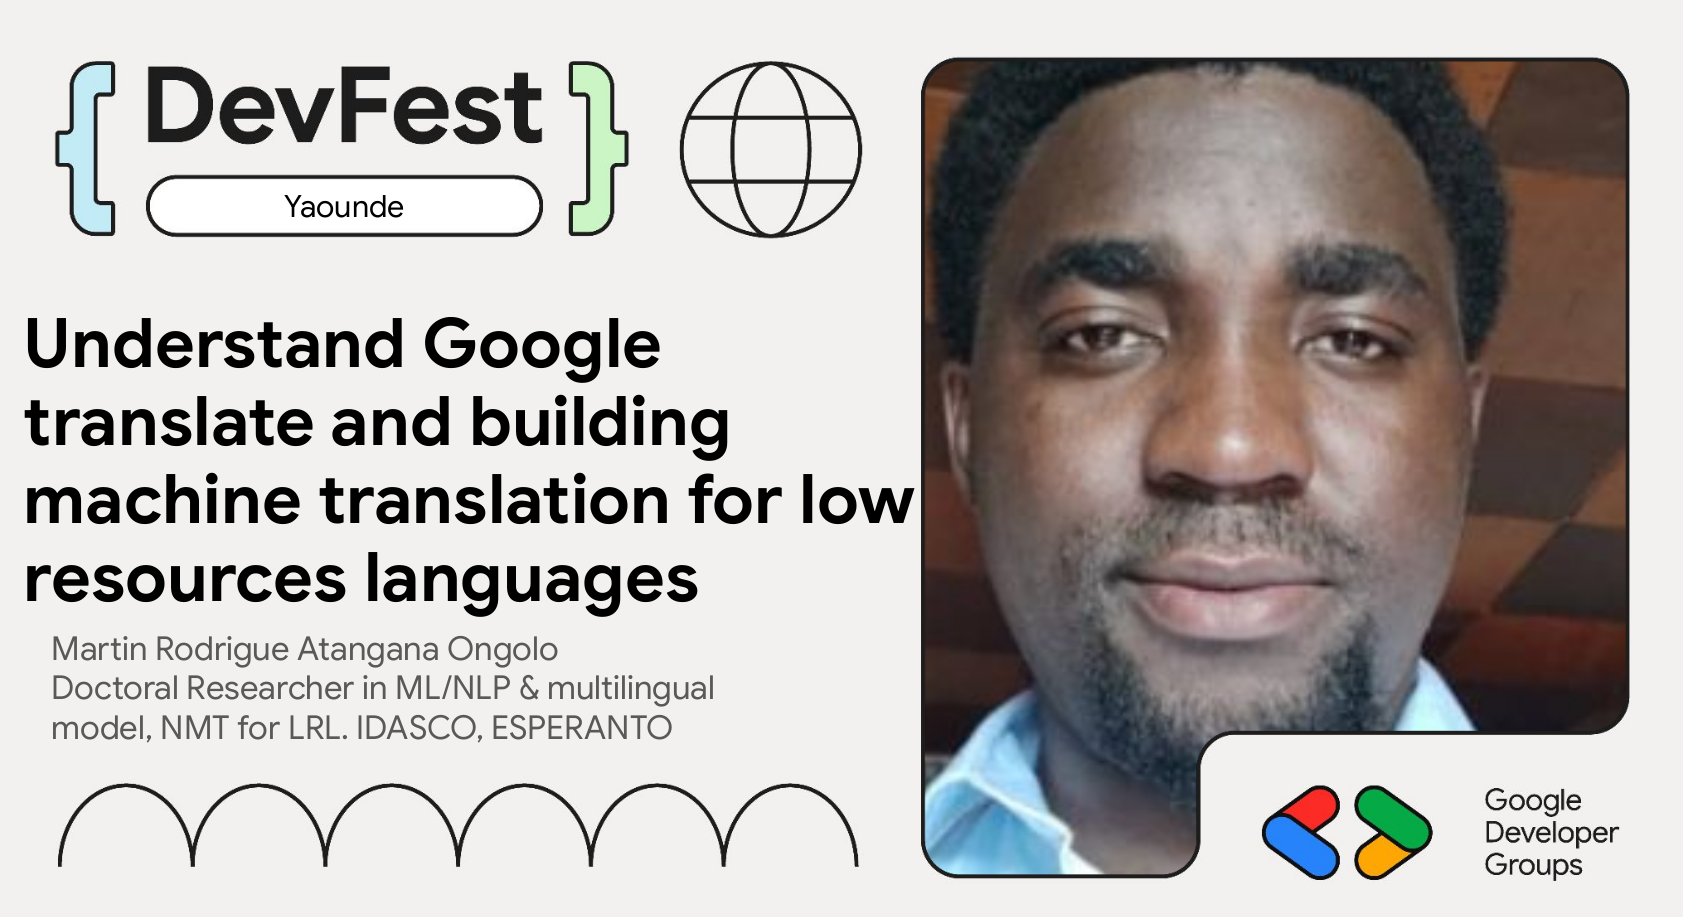 DevFest
Yaounde
Understand Google
translate and building
machine translation for low
resources languages
Martin Rodrigue Atangana Ongolo
Doctoral Researcher in ML/NLP & multilingual
model, NMT for LRL. IDASCO, ESPERANTO
Google
Developer
Groups